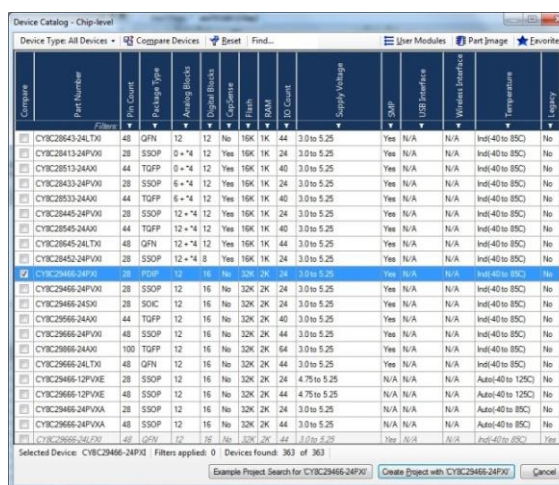 Device Catalog - Chip-level
Device Type: All Devices Compare Devices Reset Find... User Modules Part Image Favorite
Compare Part Number Pin Count Package Type Analog Blocks Digital Blocks CapSense Flash RAM IO Count Supply Voltage SMP USB Interface Wireless Interface Temperature Legacy
Filters:
CY8C28643-24LTXI 48 QFN 12 12 No 16K 1K 44 3.0 to 5.25 Yes N/A N/A Ind(-40 to 85C) No
CY8C28413-24PVXI 28 SSOP 0 + *4 12 Yes 16K 1K 24 3.0 to 5.25 Yes N/A N/A Ind(-40 to 85C) No
CY8C28513-24AXI 44 TQFP 0 + *4 12 Yes 16K 1K 40 3.0 to 5.25 Yes N/A N/A Ind(-40 to 85C) No
CY8C28433-24PVXI 28 SSOP 6 + *4 12 Yes 16K 1K 24 3.0 to 5.25 Yes N/A N/A Ind(-40 to 85C) No
CY8C28533-24AXI 44 TQFP 6 + *4 12 Yes 16K 1K 40 3.0 to 5.25 Yes N/A N/A Ind(-40 to 85C) No
CY8C28445-24PVXI 28 SSOP 12 + *4 12 Yes 16K 1K 24 3.0 to 5.25 Yes N/A N/A Ind(-40 to 85C) No
CY8C28545-24AXI 44 TQFP 12 + *4 12 Yes 16K 1K 40 3.0 to 5.25 Yes N/A N/A Ind(-40 to 85C) No
CY8C28645-24LTXI 48 QFN 12 + *4 12 Yes 16K 1K 44 3.0 to 5.25 Yes N/A N/A Ind(-40 to 85C) No
CY8C28452-24PVXI 28 SSOP 12 + *4 8 Yes 16K 1K 24 3.0 to 5.25 Yes N/A N/A Ind(-40 to 85C) No
CY8C29466-24PXI 28 PDIP 12 16 No 32K 2K 24 3.0 to 5.25 Yes N/A N/A Ind(-40 to 85C) No
CY8C29466-24PVXI 28 SSOP 12 16 No 32K 2K 24 3.0 to 5.25 Yes N/A N/A Ind(-40 to 85C) No
CY8C29466-24SXI 28 SOIC 12 16 No 32K 2K 24 3.0 to 5.25 Yes N/A N/A Ind(-40 to 85C) No
CY8C29566-24AXI 44 TQFP 12 16 No 32K 2K 40 3.0 to 5.25 Yes N/A N/A Ind(-40 to 85C) No
CY8C29666-24PVXI 48 SSOP 12 16 No 32K 2K 44 3.0 to 5.25 Yes N/A N/A Ind(-40 to 85C) No
CY8C29866-24AXI 100 TQFP 12 16 No 32K 2K 64 3.0 to 5.25 Yes N/A N/A Ind(-40 to 85C) No
CY8C29666-24LTXI 48 QFN 12 16 No 32K 2K 44 3.0 to 5.25 Yes N/A N/A Ind(-40 to 85C) No
CY8C29466-12PVXE 28 SSOP 12 16 No 32K 2K 24 4.75 to 5.25 N/A N/A N/A Auto(-40 to 125C) No
CY8C29666-12PVXE 48 SSOP 12 16 No 32K 2K 44 4.75 to 5.25 N/A N/A N/A Auto(-40 to 125C) No
CY8C29466-24PVXA 28 SSOP 12 16 No 32K 2K 24 3.0 to 5.25 N/A N/A N/A Auto(-40 to 85C) No
CY8C29666-24PVXA 48 SSOP 12 16 No 32K 2K 44 3.0 to 5.25 N/A N/A N/A Auto(-40 to 85C) No
CY8C29666-24LFXI 48 QFN 12 16 No 32K 2K 44 3.0 to 5.25 Yes N/A N/A Ind(-40 to 85C) Yes
Selected Device: CY8C29466-24PXI Filters applied: 0 Devices found: 363 of 363
Example Project Search for 'CY8C29466-24PXI' Create Project with 'CY8C29466-24PXI' Cancel